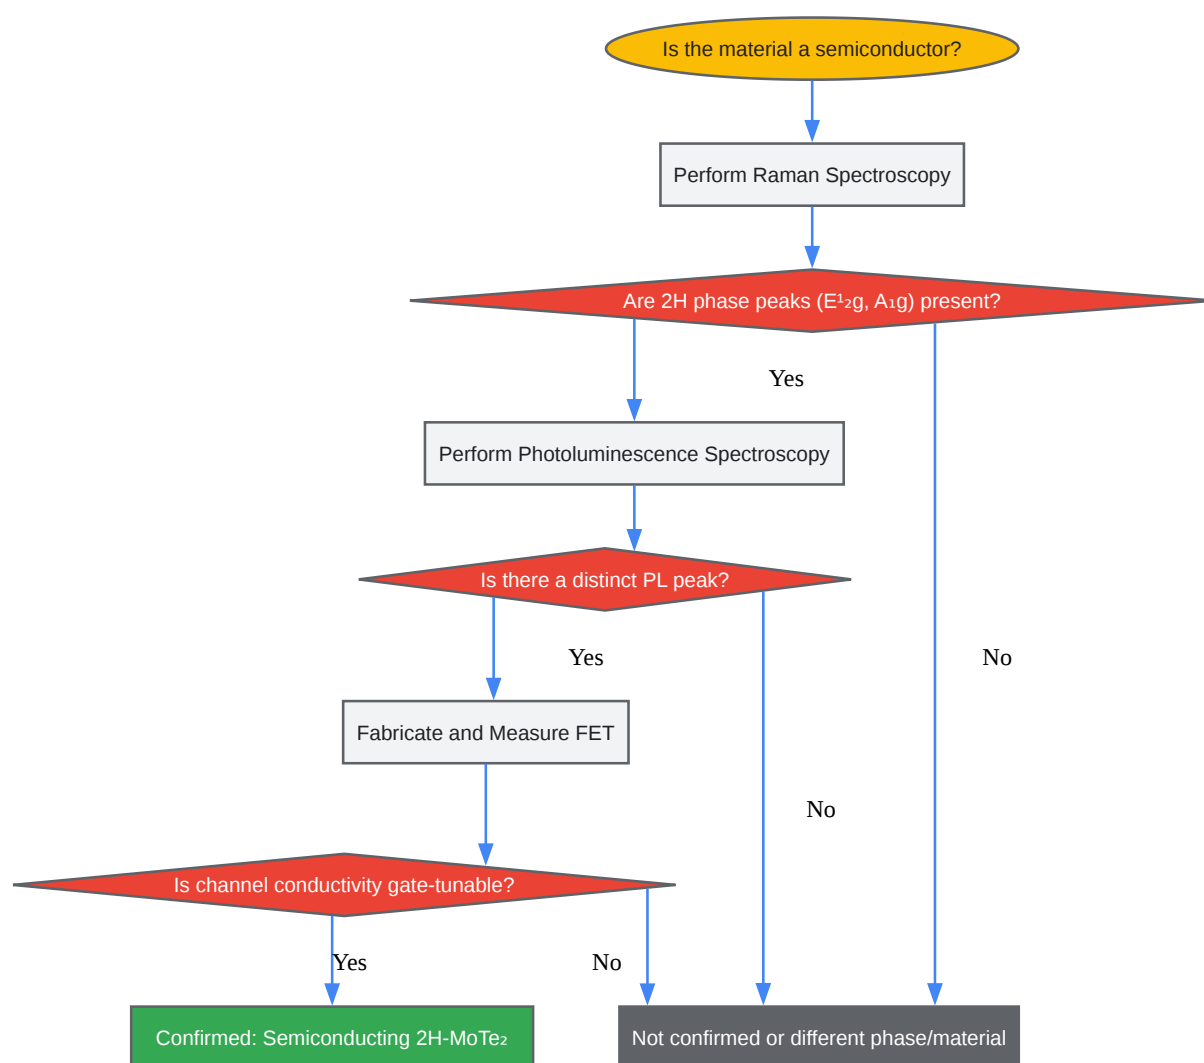 Is the material a semiconductor?
Perform Raman Spectroscopy
Are 2H phase peaks (E¹₂g, A₁g) present?
Yes
Perform Photoluminescence Spectroscopy
Is there a distinct PL peak?
Yes
No
Fabricate and Measure FET
No
Is channel conductivity gate-tunable?
Yes
No
Confirmed: Semiconducting 2H-MoTe₂
Not confirmed or different phase/material